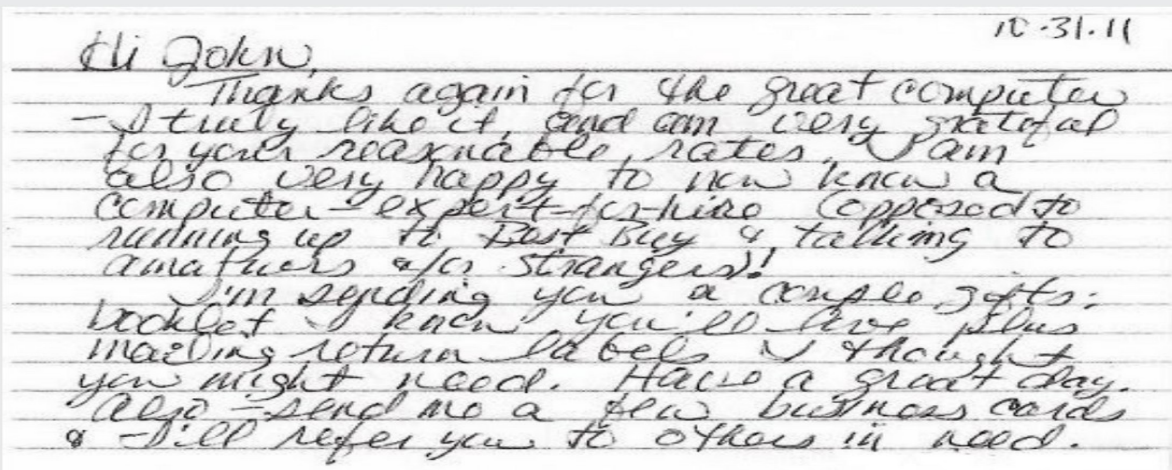 10-31-11
Hi John,
Thanks again for the great computer
- I truly like it, and am very grateful
for your reasonable rates. I am
also very happy to now know a
computer-expert-for-hire (opposed to
running up to Best Buy & talking to
amatuers &/or strangers)!
I'm sending you a couple gifts:
booklet I know you'll love plus
mailing return labels I thought
you might need. Have a great day.
Also - send me a few business cards
& I'll refer you to others in need.